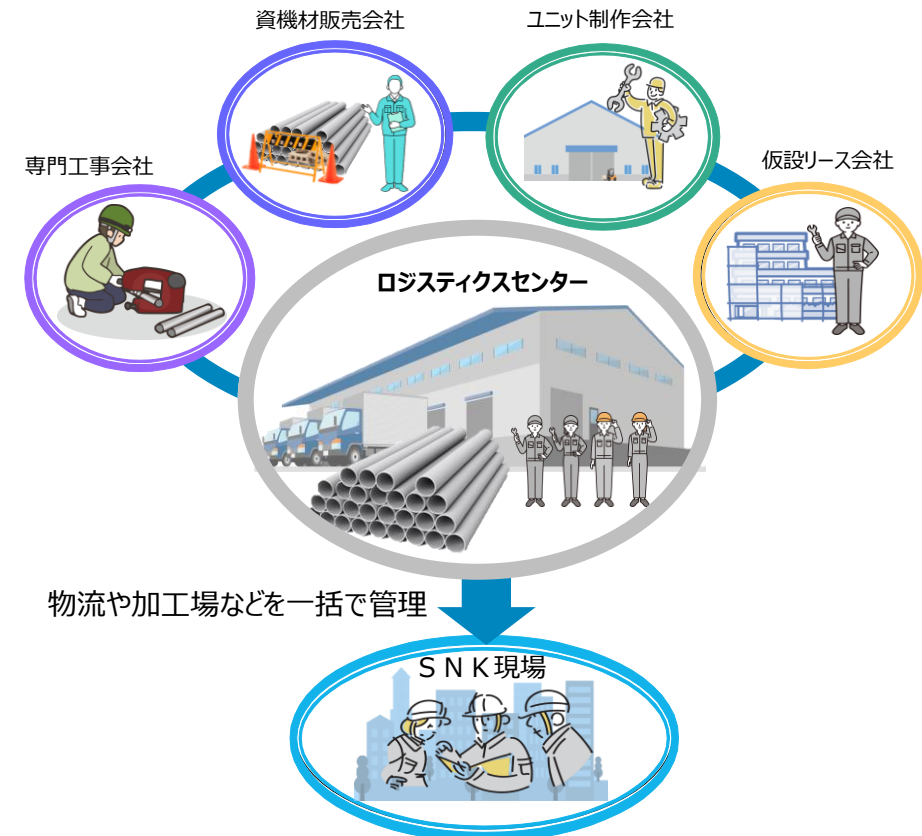 資機材販売会社
ユニット制作会社
専門工事会社
仮設リース会社
ロジスティクスセンター
物流や加工場などを一括で管理
ＳＮＫ現場